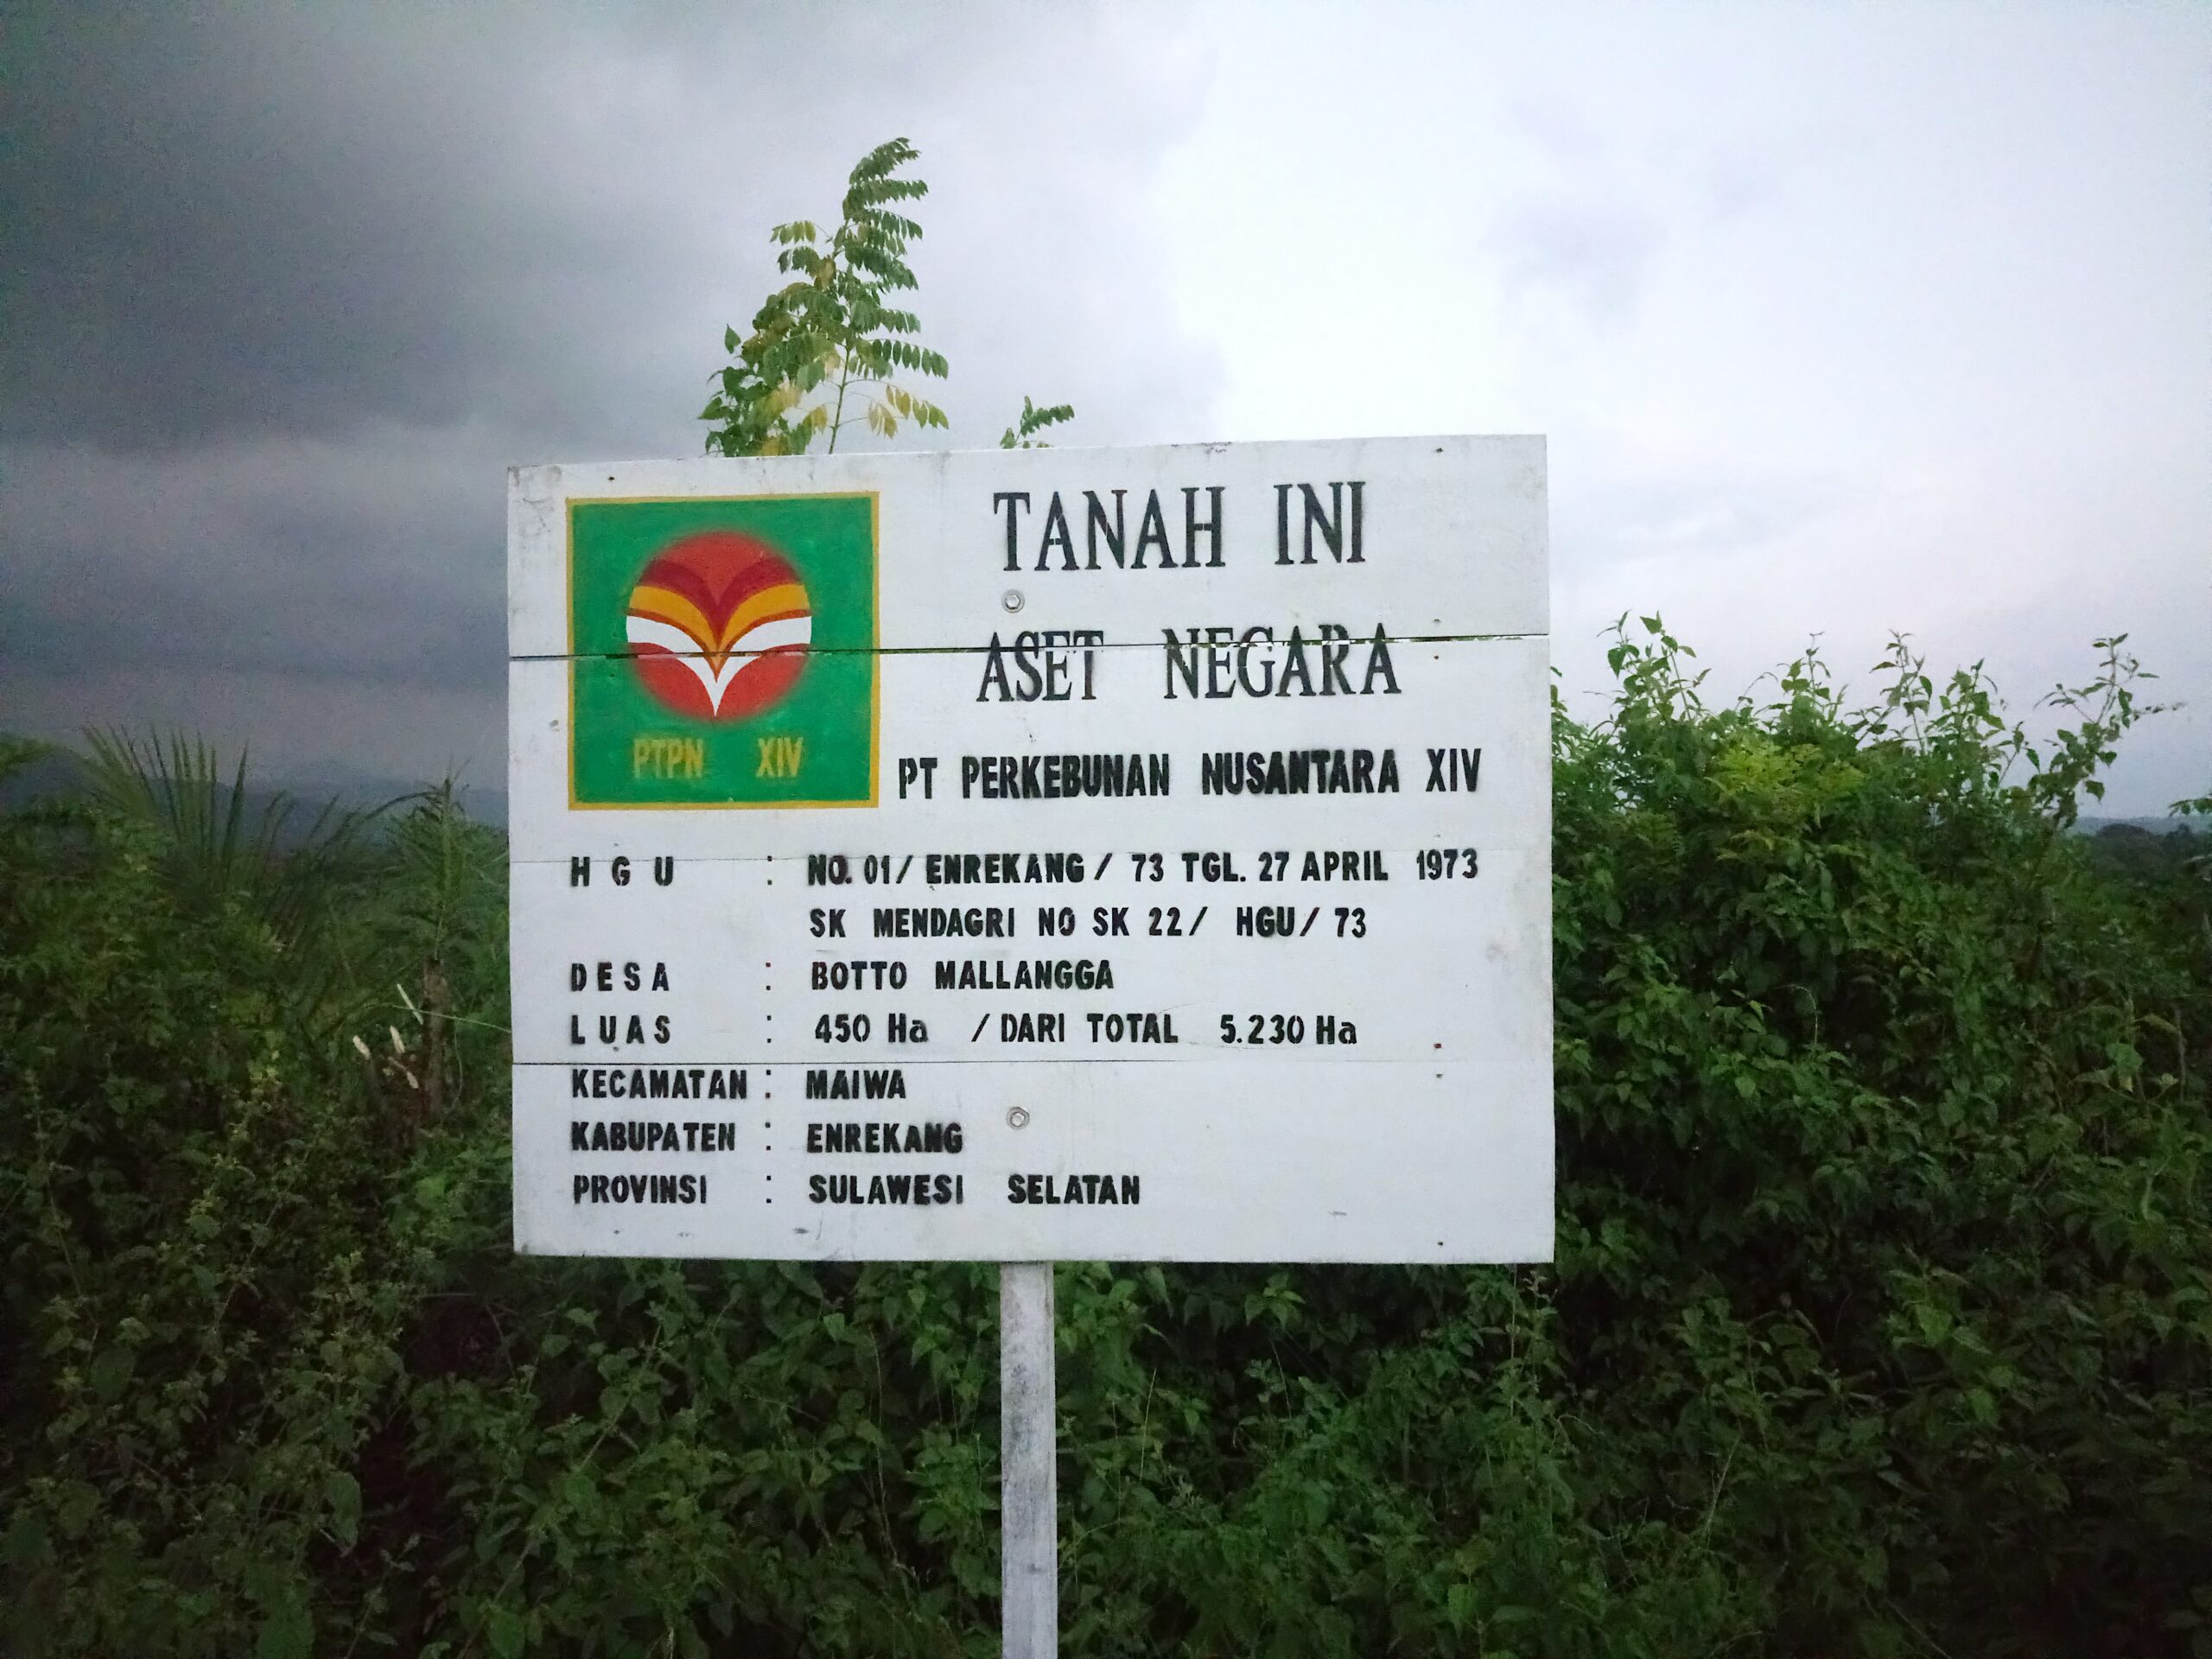 TANAH INI
ASET NEGARA
PTPN XIV
PT PERKEBUNAN NUSANTARA XIV
H G U : NO. 01/ ENREKANG / 73 TGL. 27 APRIL 1973
SK MENDAGRI NO SK 22/ HGU/ 73
DESA : BOTTO MALLANGGA
LUAS : 450 Ha / DARI TOTAL 5.230 Ha
KECAMATAN : MAIWA
KABUPATEN : ENREKANG
PROVINSI : SULAWESI SELATAN